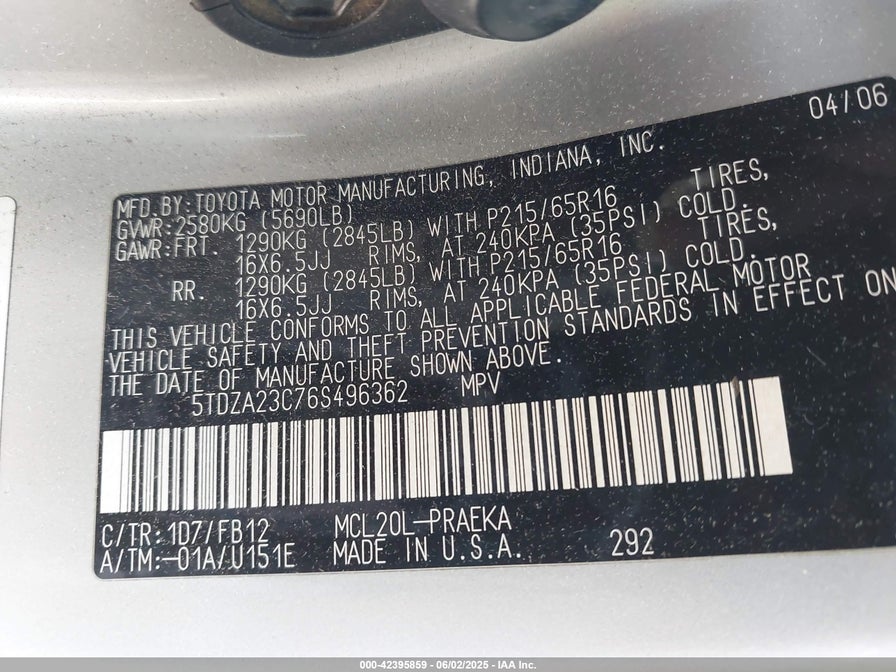 04/06
MFD.BY:TOYOTA MOTOR MANUFACTURING, INDIANA, INC.
GVWR:2580KG (5690LB)
GAWR:FRT. 1290KG (2845LB) WITH P215/65R16 TIRES,
16X6.5JJ RIMS, AT 240KPA (35PSI) COLD.
RR. 1290KG (2845LB) WITH P215/65R16 TIRES,
16X6.5JJ RIMS, AT 240KPA (35PSI) COLD.
THIS VEHICLE CONFORMS TO ALL APPLICABLE FEDERAL MOTOR
VEHICLE SAFETY AND THEFT PREVENTION STANDARDS IN EFFECT ON
THE DATE OF MANUFACTURE SHOWN ABOVE.
5TDZA23C76S496362 MPV
C/TR:1D7/FB12 MCL20L-PRAEKA
A/TM:-01A/U151E MADE IN U.S.A. 292
000-42395859 - 06/02/2025 - IAA Inc.